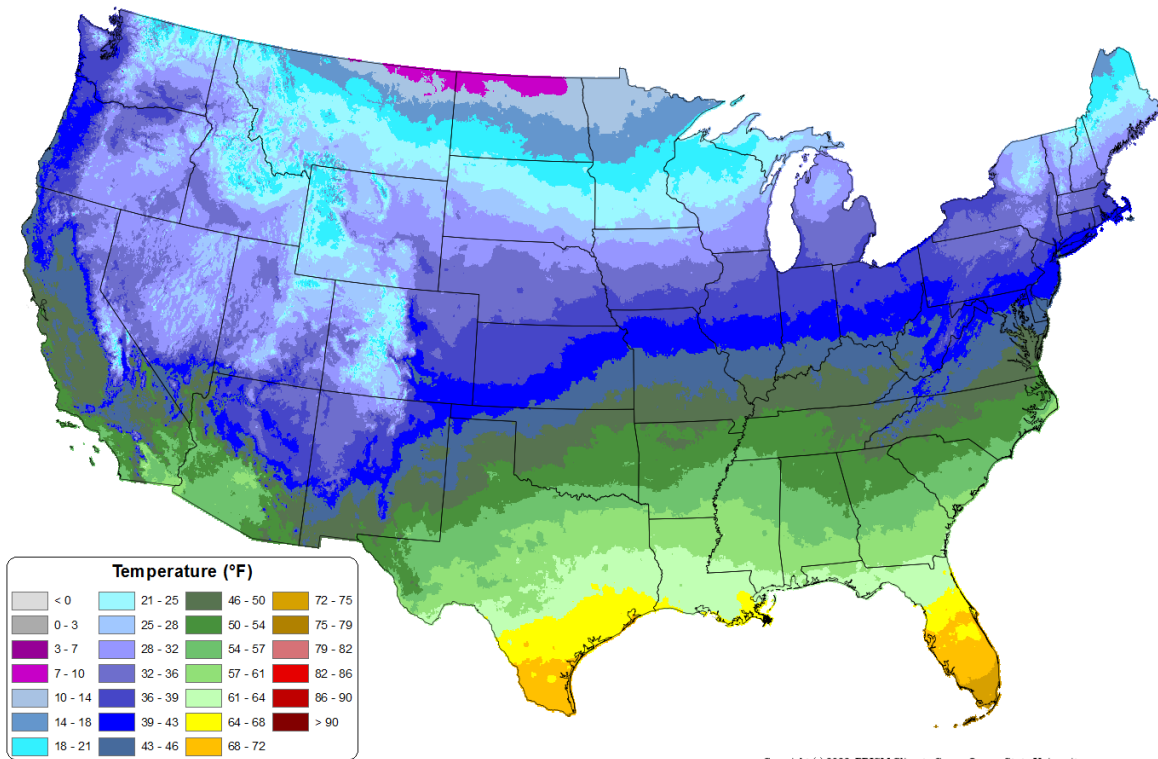 Temperature (°F)
< 0 21 - 25 46 - 50 72 - 75
0 - 3 25 - 28 50 - 54 75 - 79
3 - 7 28 - 32 54 - 57 79 - 82
7 - 10 32 - 36 57 - 61 82 - 86
10 - 14 36 - 39 61 - 64 86 - 90
14 - 18 39 - 43 64 - 68 > 90
18 - 21 43 - 46 68 - 72